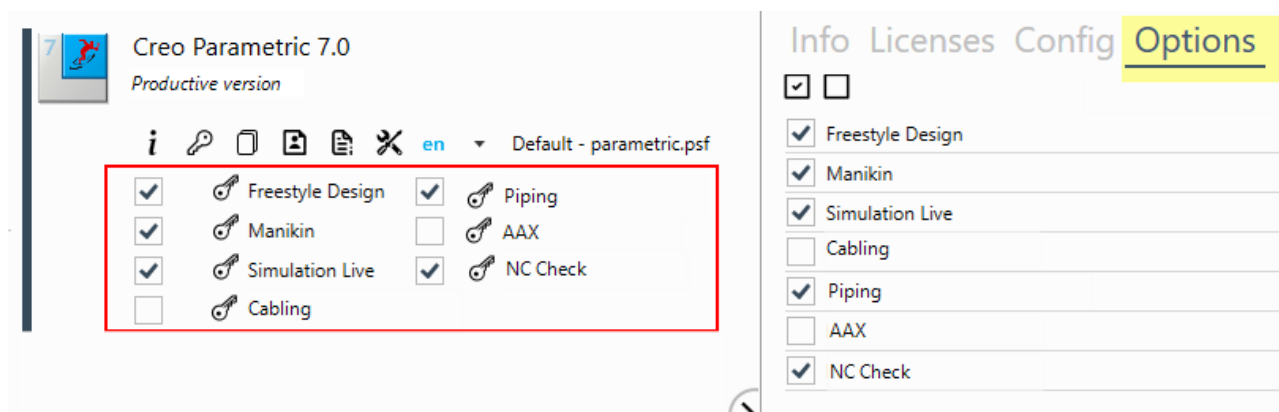 7
Creo Parametric 7.0
Productive version
i en Default - parametric.psf
Freestyle Design Piping
Manikin AAX
Simulation Live NC Check
Cabling
Info Licenses Config Options
Freestyle Design
Manikin
Simulation Live
Cabling
Piping
AAX
NC Check